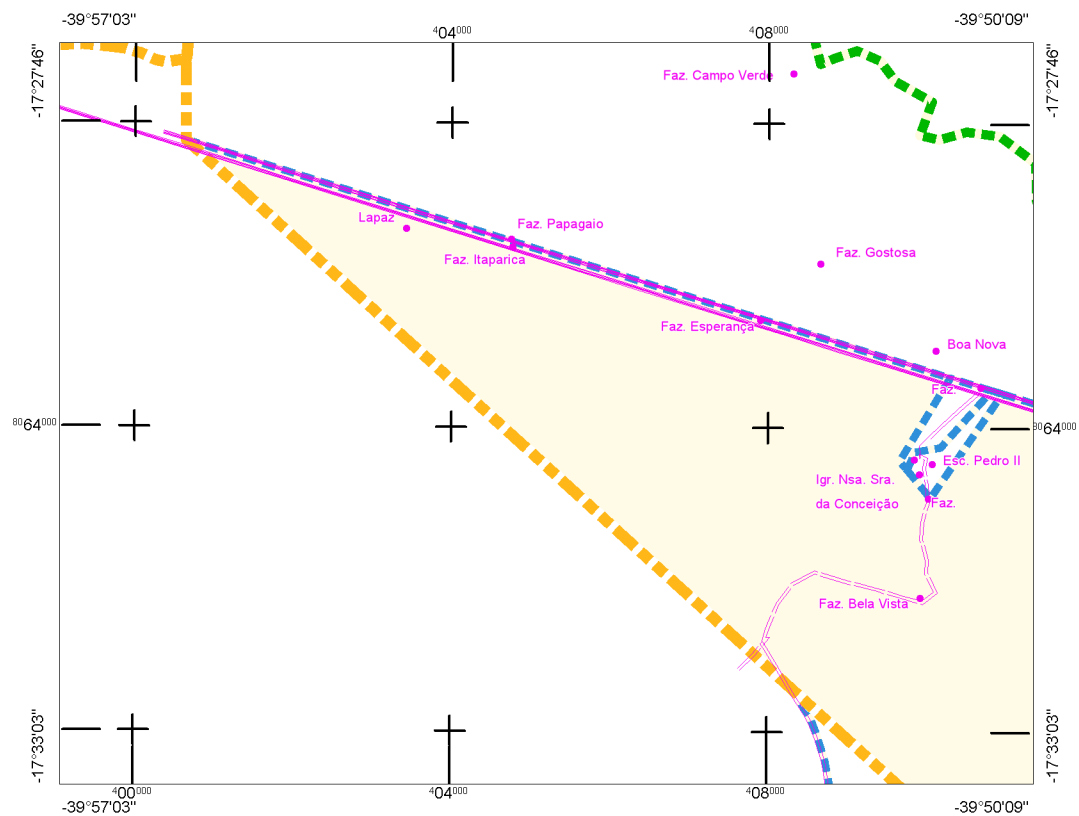 -39°57'03" -39°50'09"
404000 408000
-17°27'46" -17°27'46"
Faz. Campo Verde
Lapaz
Faz. Papagaio
Faz. Itaparica
Faz. Gostosa
Faz. Esperança
Boa Nova
Faz.
8064000 8064000
Esc. Pedro II
Igr. Nsa. Sra.
da Conceição
Faz.
Faz. Bela Vista
-17°33'03" -17°33'03"
400000 404000 408000
-39°57'03" -39°50'09"